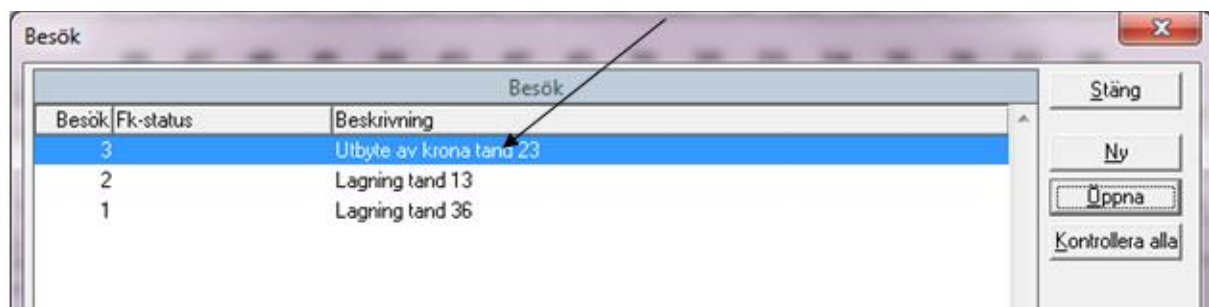 Besök
Besök
Besök Fk-status Beskrivning
3 Utbyte av krona tand 23
2 Lagning tand 13
1 Lagning tand 36
Stäng
Ny
Öppna
Kontrollera alla